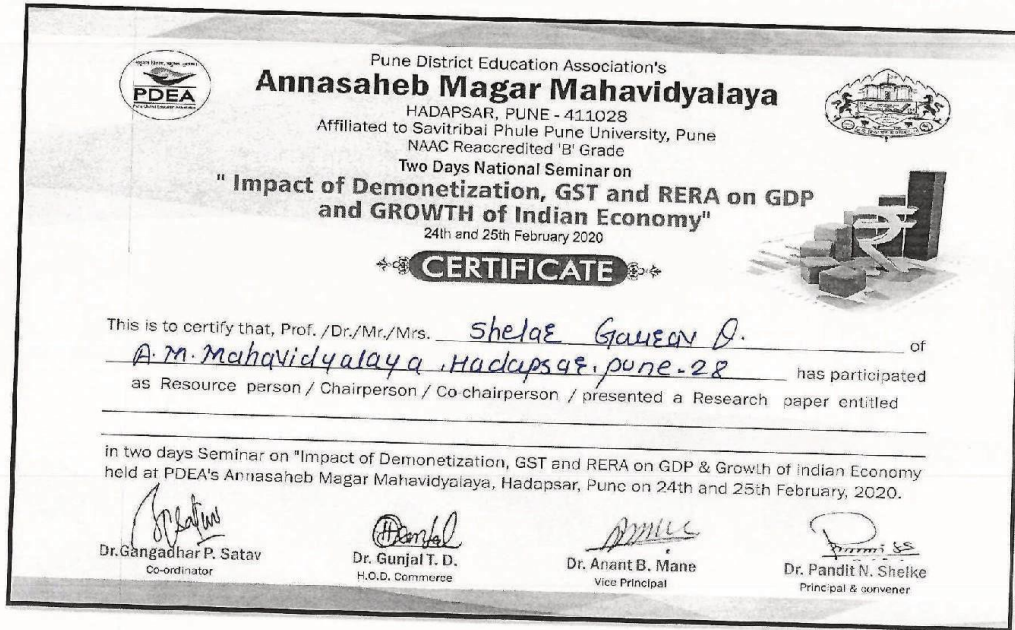 Pune District Education Association's
Annasaheb Magar Mahavidyalaya
HADAPSAR, PUNE - 411028
Affiliated to Savitribai Phule Pune University, Pune
NAAC Reaccredited 'B' Grade
Two Days National Seminar on
" Impact of Demonetization, GST and RERA on GDP
and GROWTH of Indian Economy"
24th and 25th February 2020
CERTIFICATE
PDEA
This is to certify that, Prof. /Dr./Mr./Mrs. Shelar Gaurav D. of
A.M. Mahavidyalaya, Hadapsar, pune-28 has participated
as Resource person / Chairperson / Co-chairperson / presented a Research paper entitled
in two days Seminar on "Impact of Demonetization, GST and RERA on GDP & Growth of Indian Economy
held at PDEA's Annasaheb Magar Mahavidyalaya, Hadapsar, Pune on 24th and 25th February, 2020.
Dr.Gangadhar P. Satav
Co-ordinator
Dr. Gunjal T. D.
H.O.D. Commerce
Dr. Anant B. Mane
Vice Principal
Dr. Pandit N. Shelke
Principal & convener